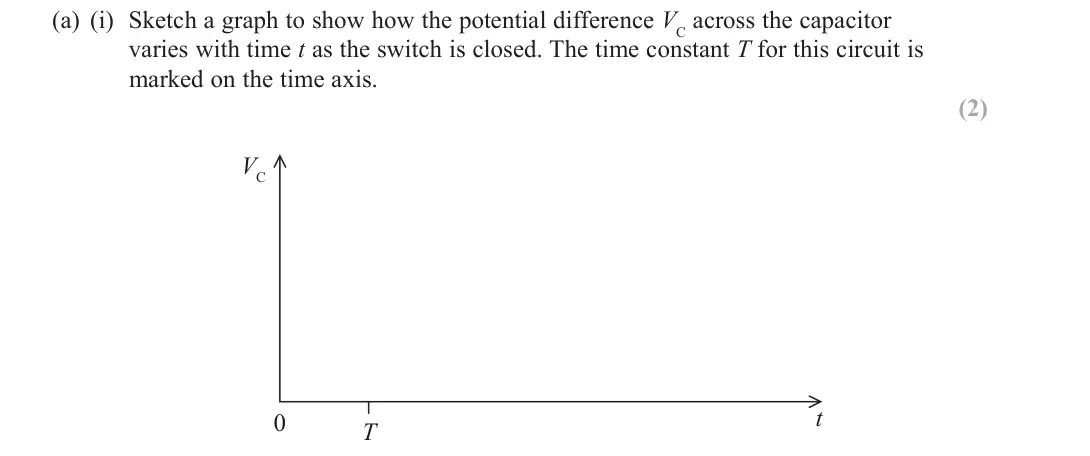 (a) (i) Sketch a graph to show how the potential difference V_C across the capacitor
varies with time t as the switch is closed. The time constant T for this circuit is
marked on the time axis.
(2)
V_C
0
T
t